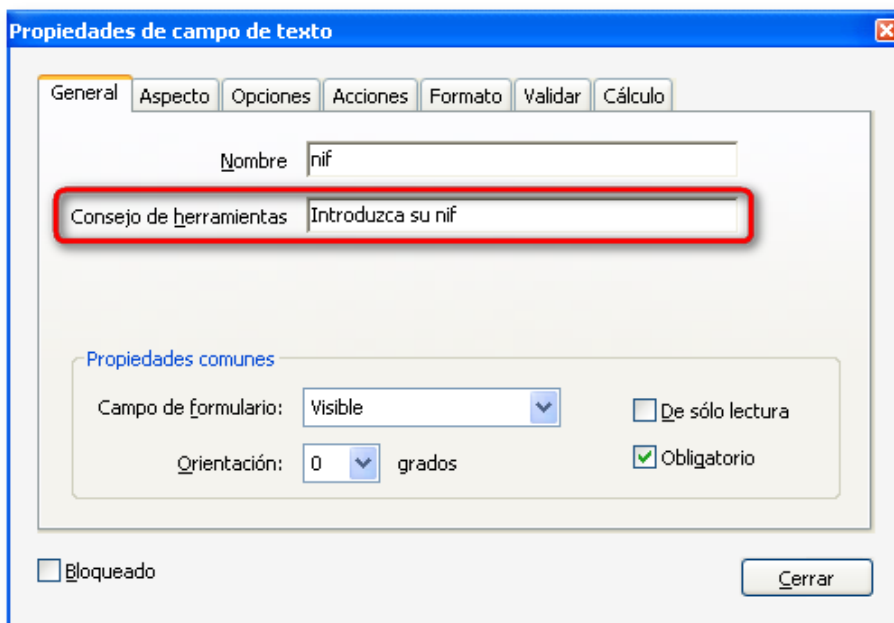 Propiedades de campo de texto
General Aspecto Opciones Acciones Formato Validar Cálculo
Nombre nif
Consejo de herramientas Introduzca su nif
Propiedades comunes
Campo de formulario: Visible De sólo lectura
Orientación: 0 grados Obligatorio
Bloqueado
Cerrar